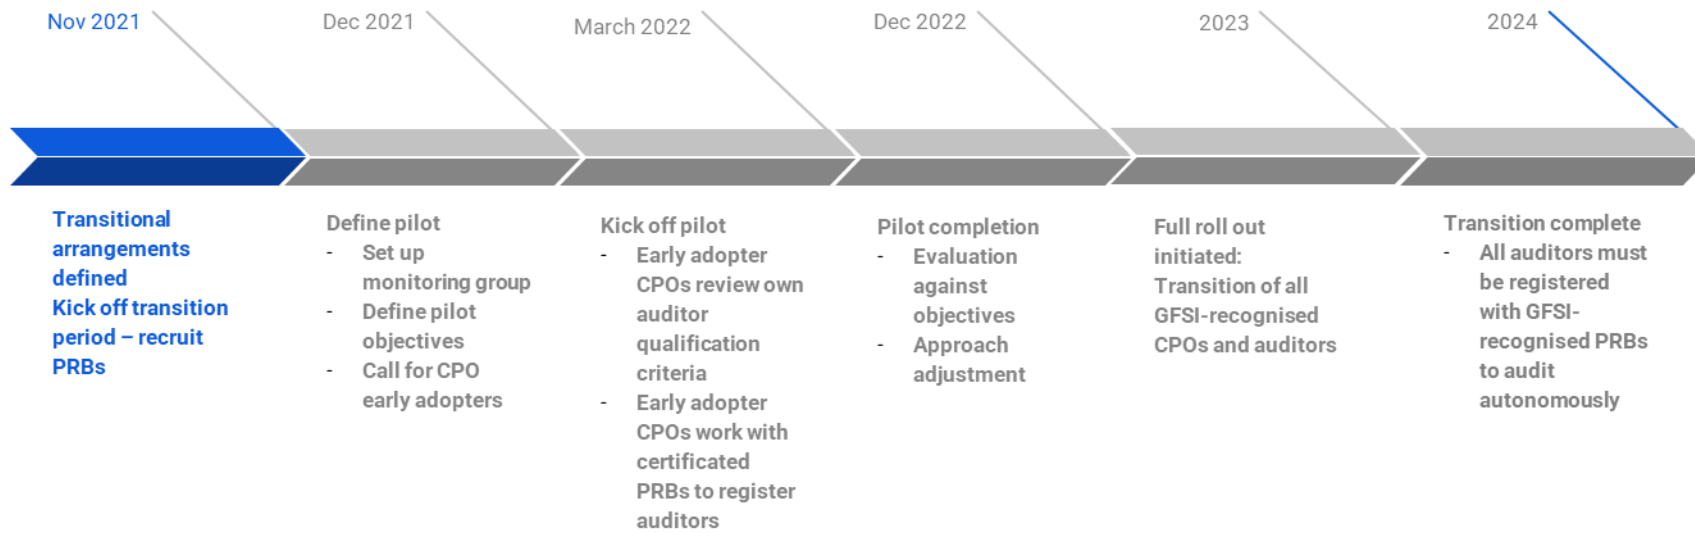 Nov 2021
Dec 2021
March 2022
Dec 2022
2023
2024
Transitional
arrangements
defined
Kick off transition
period – recruit
PRBs
Define pilot
- Set up
monitoring group
- Define pilot
objectives
- Call for CPO
early adopters
Kick off pilot
- Early adopter
CPOs review own
auditor
qualification
criteria
- Early adopter
CPOs work with
certificated
PRBs to register
auditors
Pilot completion
- Evaluation
against
objectives
- Approach
adjustment
Full roll out
initiated:
Transition of all
GFSI-recognised
CPOs and auditors
Transition complete
- All auditors must
be registered
with GFSI-
recognised PRBs
to audit
autonomously